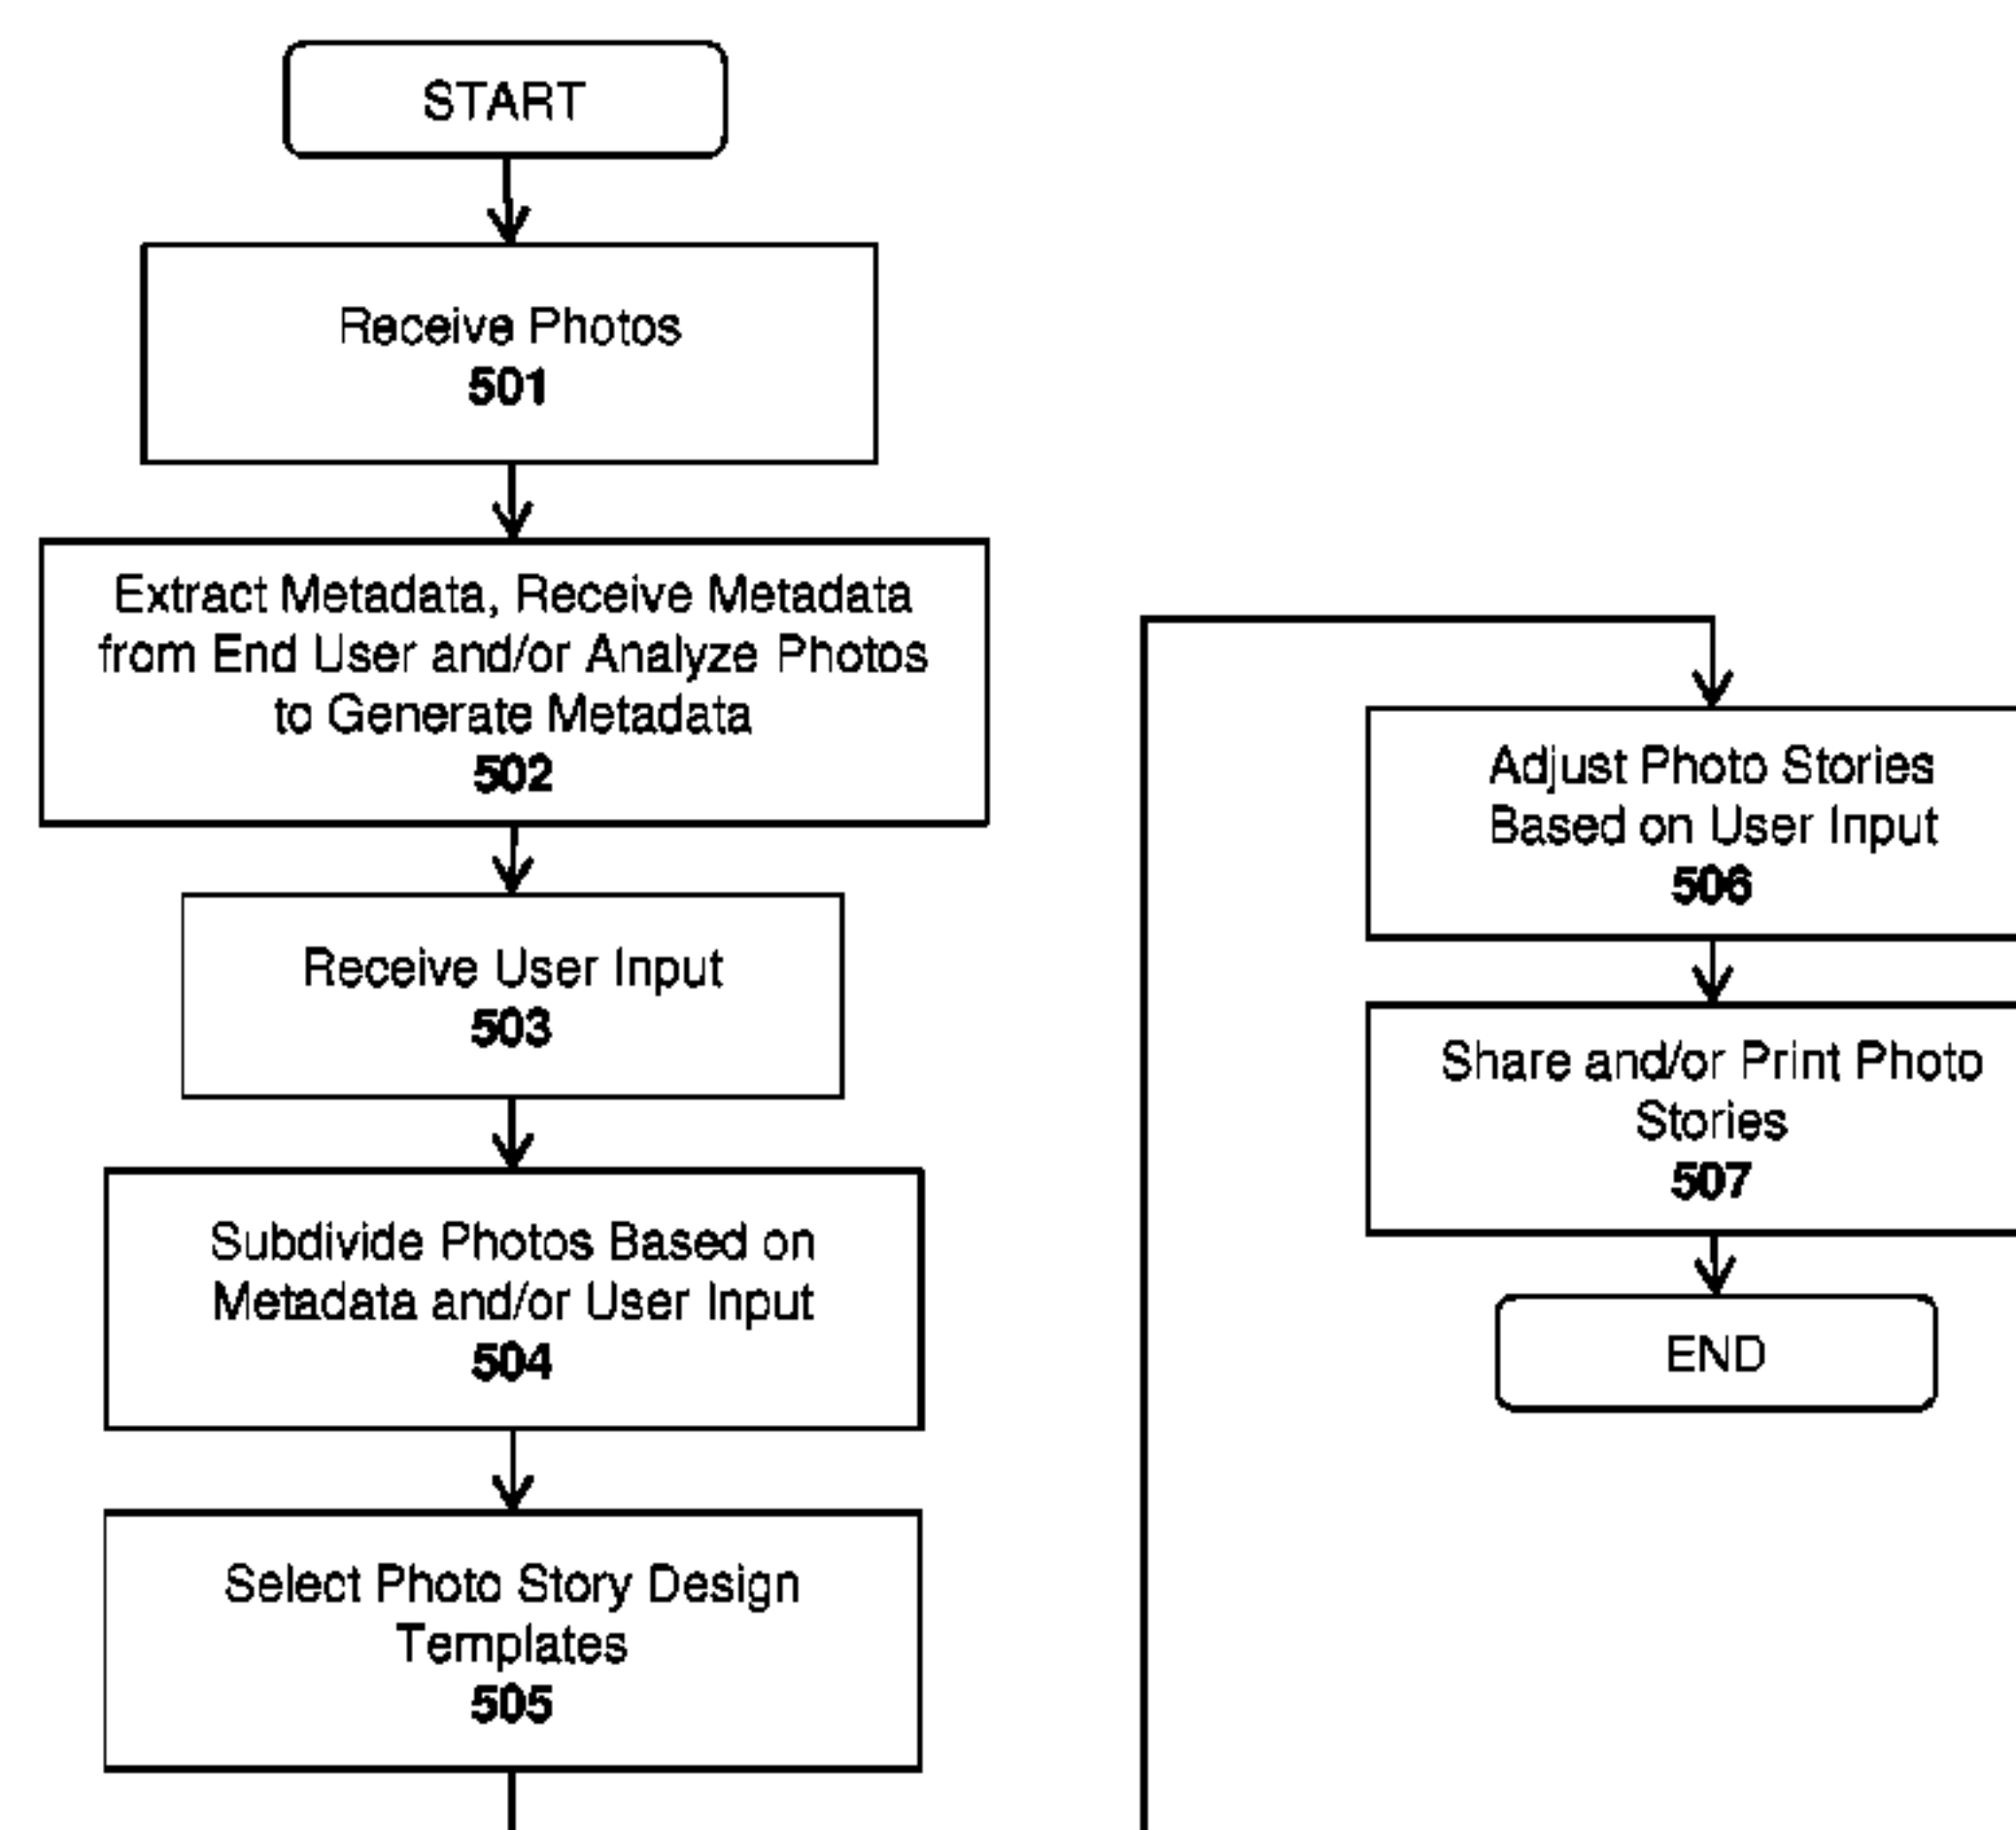 START
Receive Photos
501
Extract Metadata, Receive Metadata
from End User and/or Analyze Photos
to Generate Metadata
502
Receive User Input
503
Subdivide Photos Based on
Metadata and/or User Input
504
Select Photo Story Design
Templates
505
Adjust Photo Stories
Based on User Input
506
Share and/or Print Photo
Stories
507
END